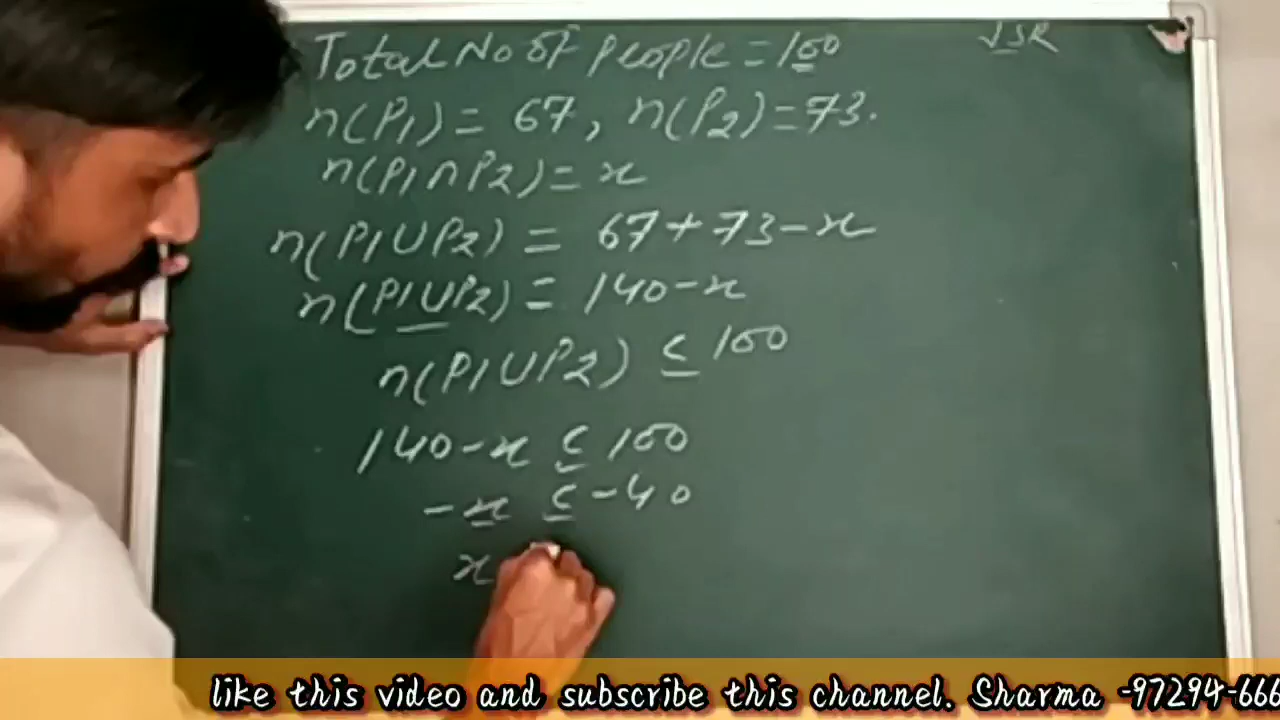 Total No of people = 100
JSR
n(P1) = 67, n(P2) = 73.
n(P1∩P2) = x
n(P1∪P2) = 67+73-x
n(P1∪P2) = 140-x
n(P1∪P2) ≤ 100
140-x ≤ 100
-x ≤ -40
x
like this video and subscribe this channel. Sharma -97294-666